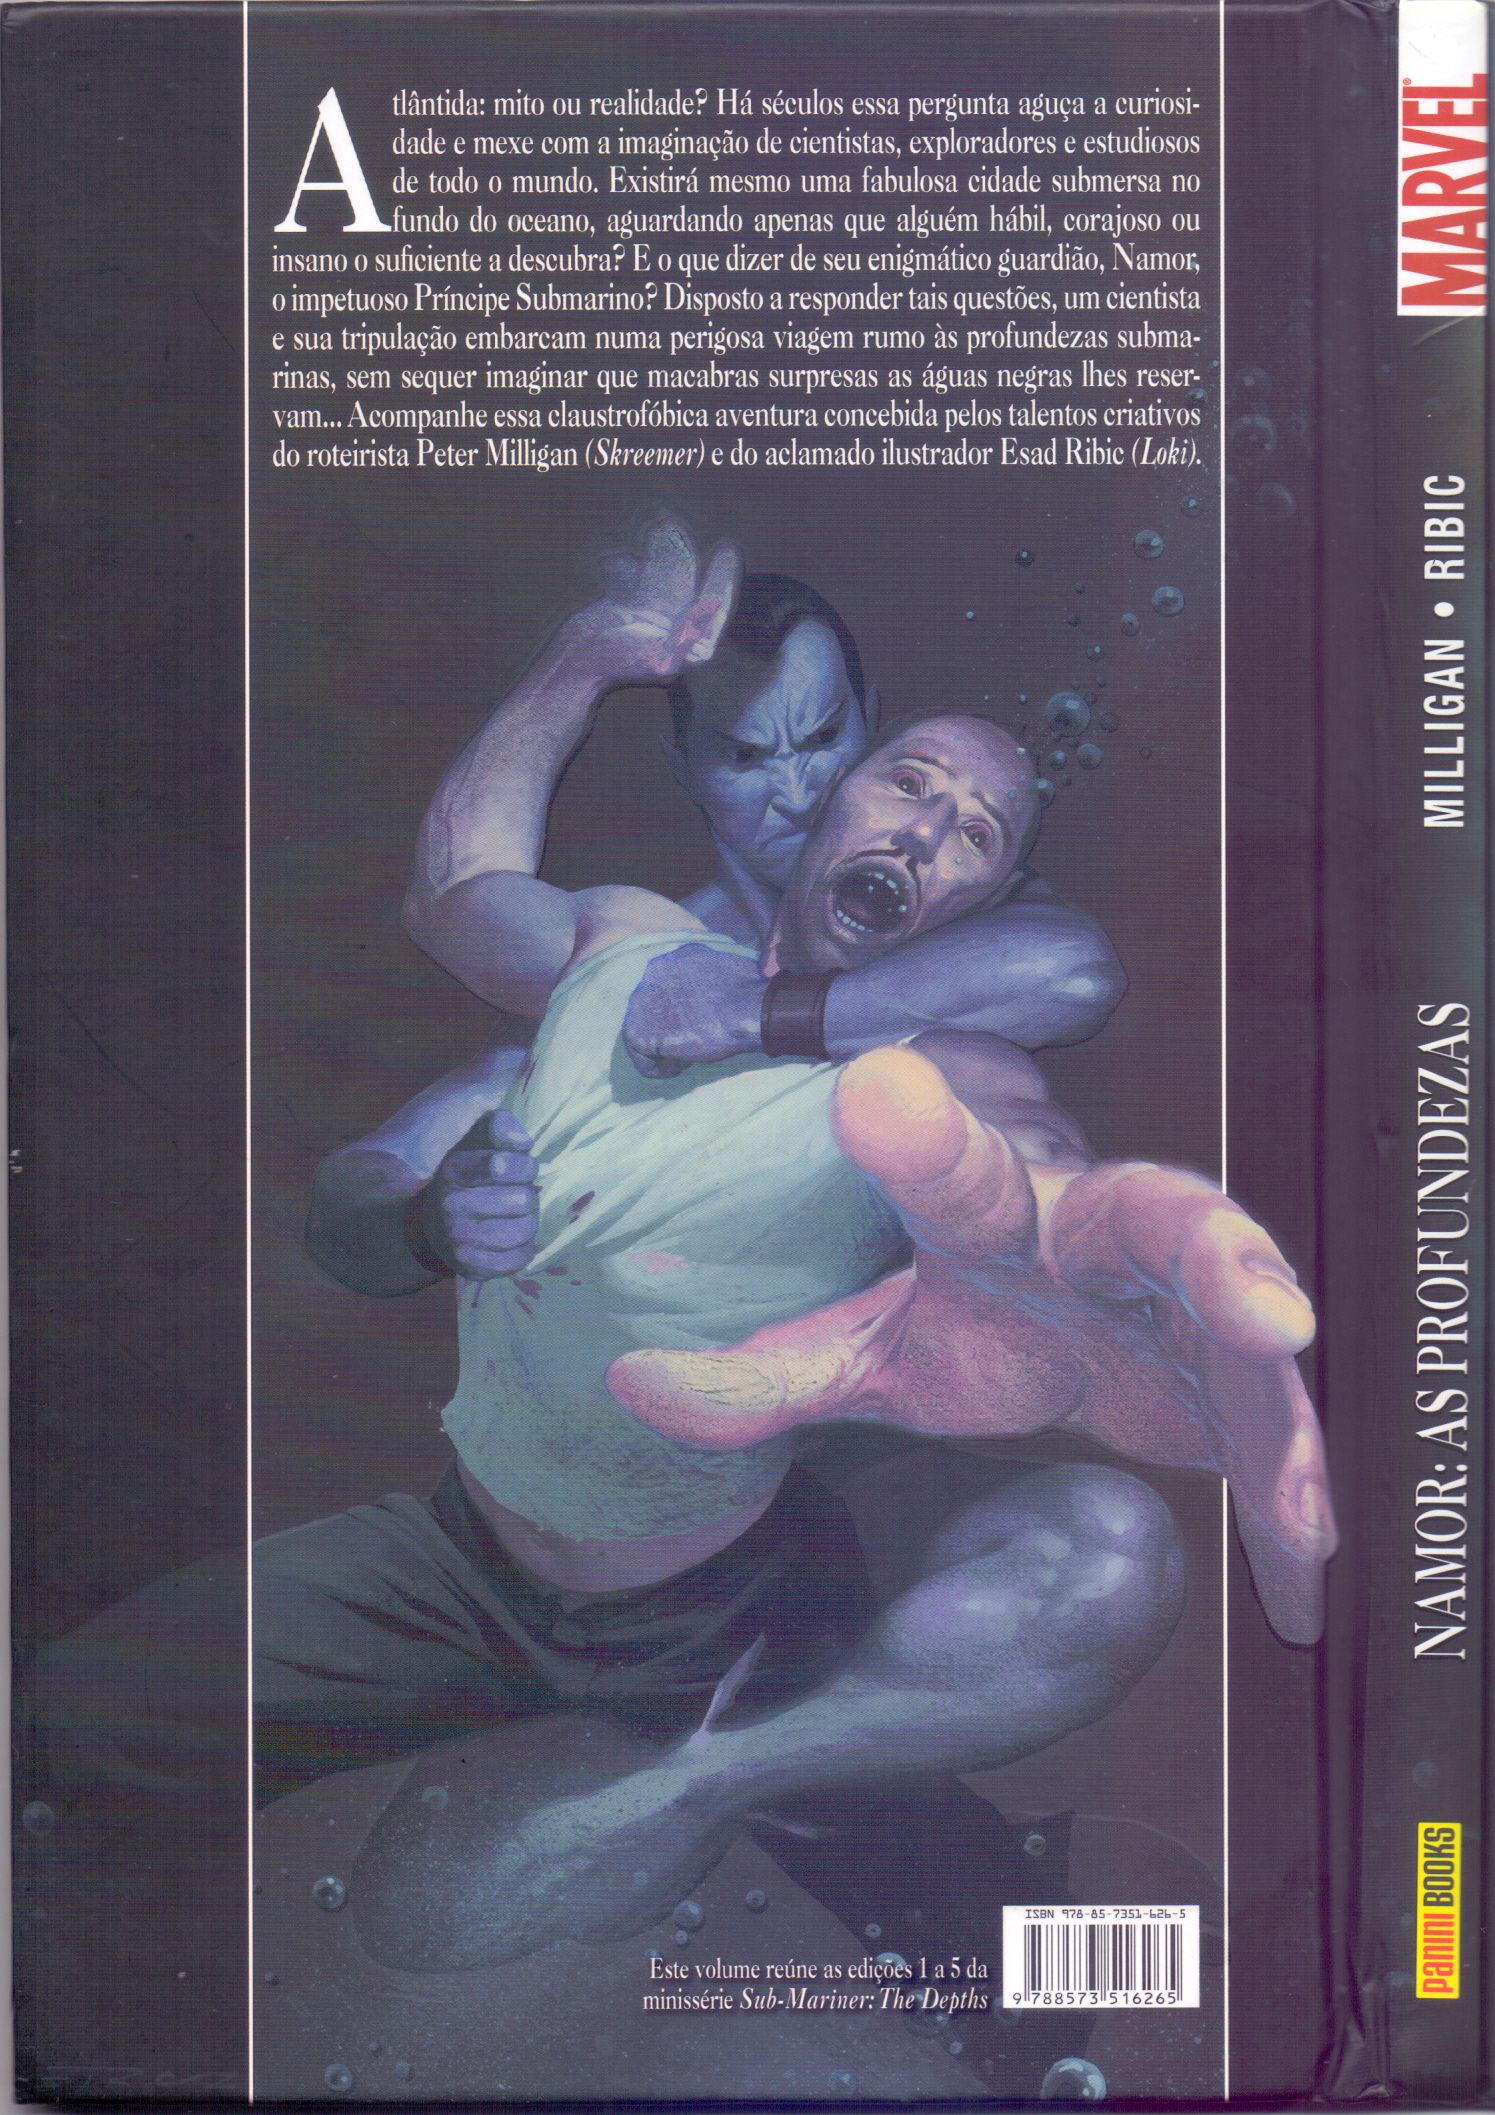 Atlântida: mito ou realidade? Há séculos essa pergunta aguça a curiosi-
dade e mexe com a imaginação de cientistas, exploradores e estudiosos
de todo o mundo. Existirá mesmo uma fabulosa cidade submersa no
fundo do oceano, aguardando apenas que alguém hábil, corajoso ou
insano o suficiente a descubra? E o que dizer de seu enigmático guardião, Namor,
o impetuoso Príncipe Submarino? Disposto a responder tais questões, um cientista
e sua tripulação embarcam numa perigosa viagem rumo às profundezas subma-
rinas, sem sequer imaginar que macabras surpresas as águas negras lhes reser-
vam... Acompanhe essa claustrofóbica aventura concebida pelos talentos criativos
do roteirista Peter Milligan (Skreemer) e do aclamado ilustrador Esad Ribic (Loki).
Este volume reúne as edições 1 a 5 da
minissérie Sub-Mariner: The Depths
ISBN 978-85-7351-626-5
9 788573 516265
MARVEL®
MILLIGAN • RIBIC
NAMOR: AS PROFUNDEZAS
PANINI BOOKS